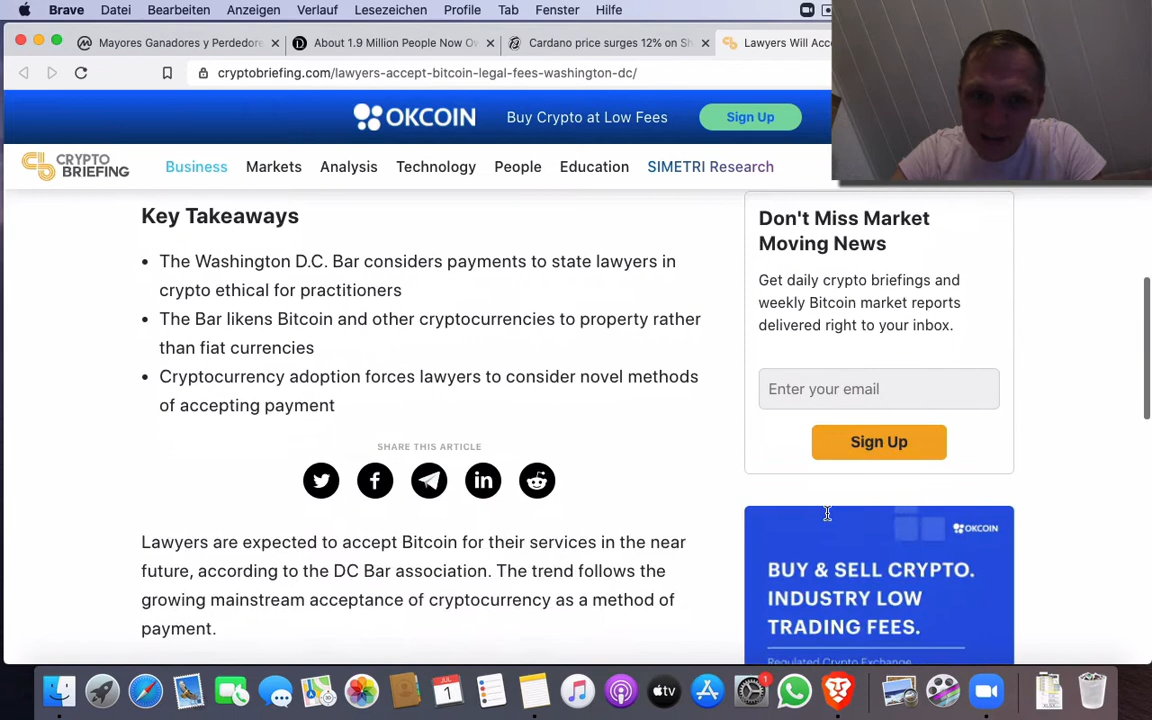 Brave Datei Bearbeiten Anzeigen Verlauf Lesezeichen Profile Tab Fenster Hilfe
Mayores Ganadores y Perdedore
About 1.9 Million People Now O
Cardano price surges 12% on Sh
Lawyers Will Acc
cryptobriefing.com/lawyers-accept-bitcoin-legal-fees-washington-dc/
OKCOIN Buy Crypto at Low Fees Sign Up
CRYPTO BRIEFING
Business Markets Analysis Technology People Education SIMETRI Research
Key Takeaways
• The Washington D.C. Bar considers payments to state lawyers in
crypto ethical for practitioners
• The Bar likens Bitcoin and other cryptocurrencies to property rather
than fiat currencies
• Cryptocurrency adoption forces lawyers to consider novel methods
of accepting payment
SHARE THIS ARTICLE
Lawyers are expected to accept Bitcoin for their services in the near
future, according to the DC Bar association. The trend follows the
growing mainstream acceptance of cryptocurrency as a method of
payment.
Don't Miss Market
Moving News
Get daily crypto briefings and
weekly Bitcoin market reports
delivered right to your inbox.
Enter your email
Sign Up
OKCOIN
BUY & SELL CRYPTO.
INDUSTRY LOW
TRADING FEES.
Regulated Crypto Exchange
JUL
1
tv
1